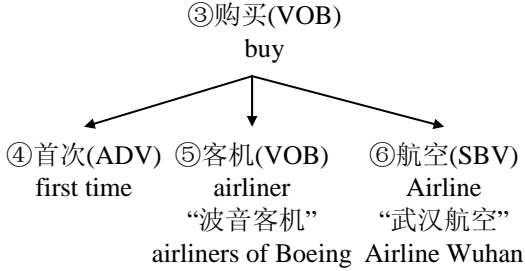 ③购买(VOB)
buy
④首次(ADV) ⑤客机(VOB) ⑥航空(SBV)
first time airliner Airline
“波音客机” “武汉航空”
airliners of Boeing Airline Wuhan